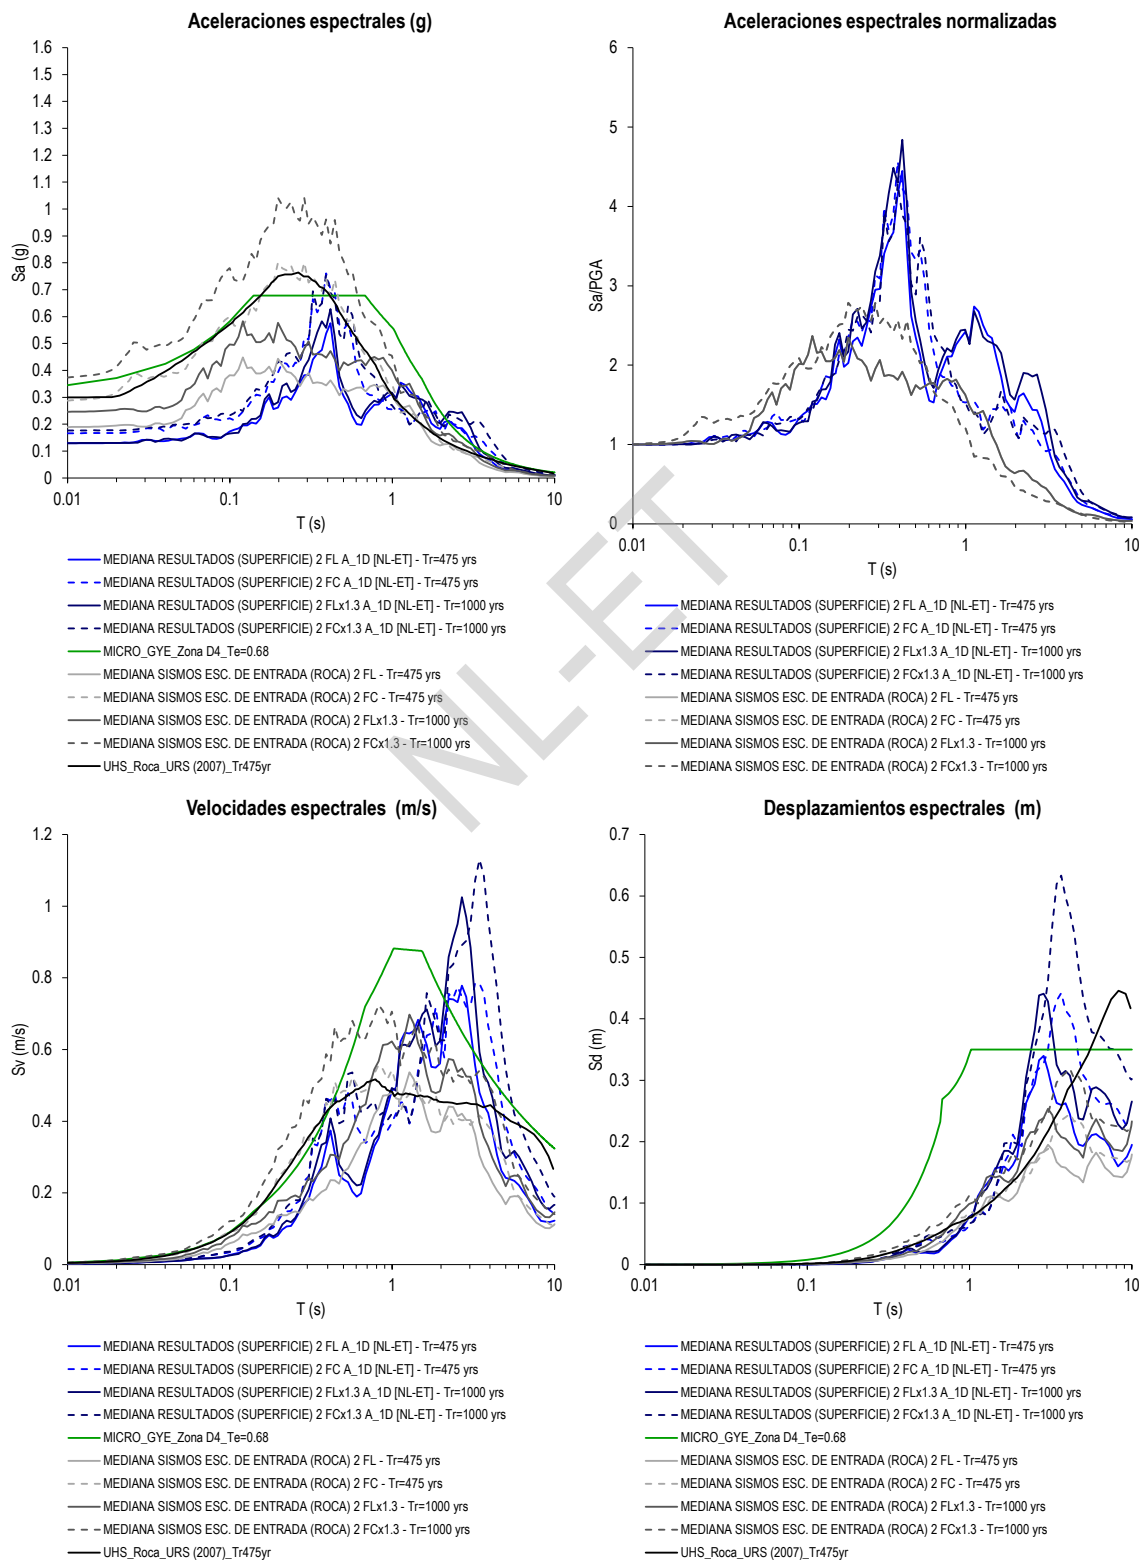 Aceleraciones espectrales (g)
1.6
1.5
1.4
1.3
1.2
1.1
1
0.9
0.8
0.7
0.6
0.5
0.4
0.3
0.2
0.1
0
Sa (g)
0.01
0.1
1
10
T (s)
MEDIANA RESULTADOS (SUPERFICIE) 2 FL A_1D [NL-ET] - Tr=475 yrs
MEDIANA RESULTADOS (SUPERFICIE) 2 FC A_1D [NL-ET] - Tr=475 yrs
MEDIANA RESULTADOS (SUPERFICIE) 2 FLx1.3 A_1D [NL-ET] - Tr=1000 yrs
MEDIANA RESULTADOS (SUPERFICIE) 2 FCx1.3 A_1D [NL-ET] - Tr=1000 yrs
MICRO_GYE_Zona D4_Te=0.68
MEDIANA SISMOS ESC. DE ENTRADA (ROCA) 2 FL - Tr=475 yrs
MEDIANA SISMOS ESC. DE ENTRADA (ROCA) 2 FC - Tr=475 yrs
MEDIANA SISMOS ESC. DE ENTRADA (ROCA) 2 FLx1.3 - Tr=1000 yrs
MEDIANA SISMOS ESC. DE ENTRADA (ROCA) 2 FCx1.3 - Tr=1000 yrs
UHS_Roca_URS (2007)_Tr475yr
Aceleraciones espectrales normalizadas
6
5
4
3
2
1
0
Sa/PGA
0.01
0.1
1
10
T (s)
MEDIANA RESULTADOS (SUPERFICIE) 2 FL A_1D [NL-ET] - Tr=475 yrs
MEDIANA RESULTADOS (SUPERFICIE) 2 FC A_1D [NL-ET] - Tr=475 yrs
MEDIANA RESULTADOS (SUPERFICIE) 2 FLx1.3 A_1D [NL-ET] - Tr=1000 yrs
MEDIANA RESULTADOS (SUPERFICIE) 2 FCx1.3 A_1D [NL-ET] - Tr=1000 yrs
MEDIANA SISMOS ESC. DE ENTRADA (ROCA) 2 FL - Tr=475 yrs
MEDIANA SISMOS ESC. DE ENTRADA (ROCA) 2 FC - Tr=475 yrs
MEDIANA SISMOS ESC. DE ENTRADA (ROCA) 2 FLx1.3 - Tr=1000 yrs
MEDIANA SISMOS ESC. DE ENTRADA (ROCA) 2 FCx1.3 - Tr=1000 yrs
NL-ET
Velocidades espectrales (m/s)
1.2
1
0.8
0.6
0.4
0.2
0
Sv (m/s)
0.01
0.1
1
10
T (s)
MEDIANA RESULTADOS (SUPERFICIE) 2 FL A_1D [NL-ET] - Tr=475 yrs
MEDIANA RESULTADOS (SUPERFICIE) 2 FC A_1D [NL-ET] - Tr=475 yrs
MEDIANA RESULTADOS (SUPERFICIE) 2 FLx1.3 A_1D [NL-ET] - Tr=1000 yrs
MEDIANA RESULTADOS (SUPERFICIE) 2 FCx1.3 A_1D [NL-ET] - Tr=1000 yrs
MICRO_GYE_Zona D4_Te=0.68
MEDIANA SISMOS ESC. DE ENTRADA (ROCA) 2 FL - Tr=475 yrs
MEDIANA SISMOS ESC. DE ENTRADA (ROCA) 2 FC - Tr=475 yrs
MEDIANA SISMOS ESC. DE ENTRADA (ROCA) 2 FLx1.3 - Tr=1000 yrs
MEDIANA SISMOS ESC. DE ENTRADA (ROCA) 2 FCx1.3 - Tr=1000 yrs
UHS_Roca_URS (2007)_Tr475yr
Desplazamientos espectrales (m)
0.7
0.6
0.5
0.4
0.3
0.2
0.1
0
Sd (m)
0.01
0.1
1
10
T (s)
MEDIANA RESULTADOS (SUPERFICIE) 2 FL A_1D [NL-ET] - Tr=475 yrs
MEDIANA RESULTADOS (SUPERFICIE) 2 FC A_1D [NL-ET] - Tr=475 yrs
MEDIANA RESULTADOS (SUPERFICIE) 2 FLx1.3 A_1D [NL-ET] - Tr=1000 yrs
MEDIANA RESULTADOS (SUPERFICIE) 2 FCx1.3 A_1D [NL-ET] - Tr=1000 yrs
MICRO_GYE_Zona D4_Te=0.68
MEDIANA SISMOS ESC. DE ENTRADA (ROCA) 2 FL - Tr=475 yrs
MEDIANA SISMOS ESC. DE ENTRADA (ROCA) 2 FC - Tr=475 yrs
MEDIANA SISMOS ESC. DE ENTRADA (ROCA) 2 FLx1.3 - Tr=1000 yrs
MEDIANA SISMOS ESC. DE ENTRADA (ROCA) 2 FCx1.3 - Tr=1000 yrs
UHS_Roca_URS (2007)_Tr475yr